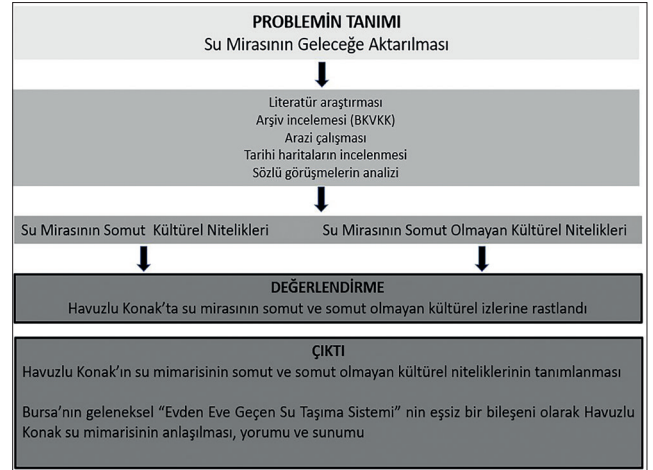 PROBLEMİN TANIMI
Su Mirasının Geleceğe Aktarılması
Literatür araştırması
Arşiv incelemesi (BKVKK)
Arazi çalışması
Tarihi haritaların incelenmesi
Sözlü görüşmelerin analizi
Su Mirasının Somut Kültürel Nitelikleri
Su Mirasının Somut Olmayan Kültürel Nitelikleri
DEĞERLENDİRME
Havuzlu Konak’ta su mirasının somut ve somut olmayan kültürel izlerine rastlandı
ÇIKTI
Havuzlu Konak’ın su mimarisinin somut ve somut olmayan kültürel niteliklerinin tanımlanması
Bursa’nın geleneksel “Evden Eve Geçen Su Taşıma Sistemi” nin eşsiz bir bileşeni olarak Havuzlu
Konak su mimarisinin anlaşılması, yorumu ve sunumu